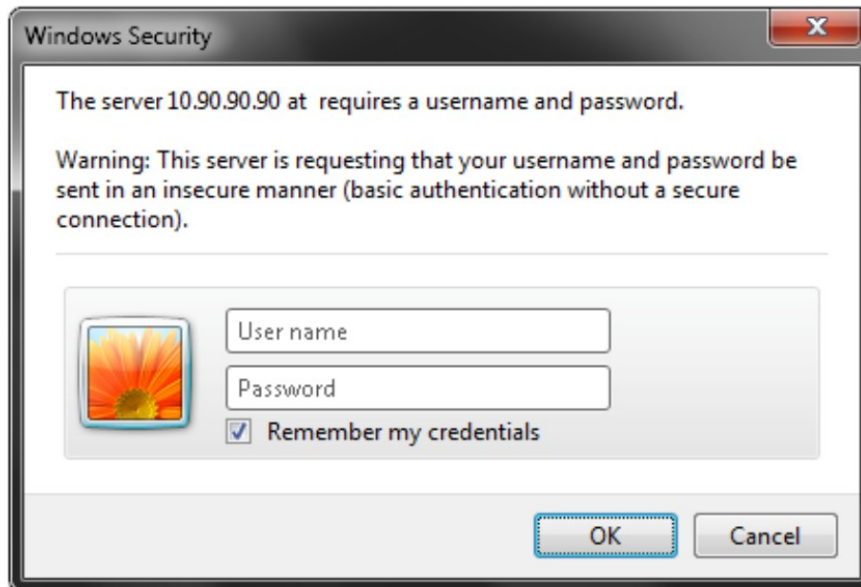 Windows Security
The server 10.90.90.90 at  requires a username and password.
Warning: This server is requesting that your username and password be
sent in an insecure manner (basic authentication without a secure
connection).
User name
Password
Remember my credentials
OK Cancel